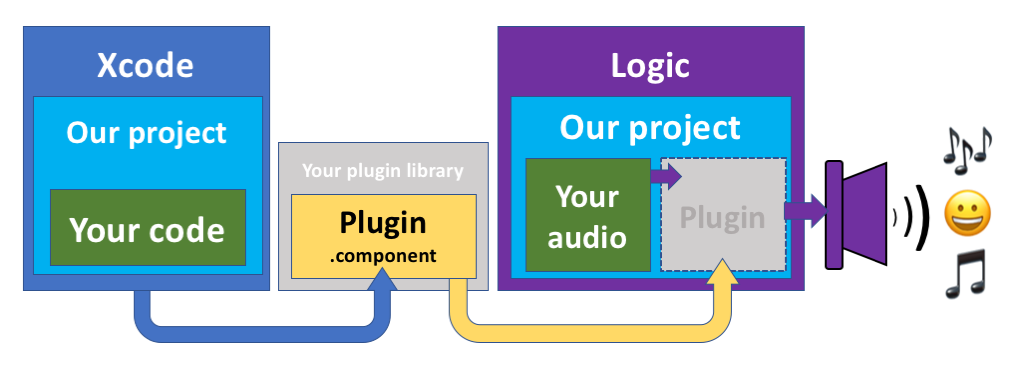 Xcode
Our project
Your code
Your plugin library
Plugin
.component
Logic
Our project
Your
audio
Plugin